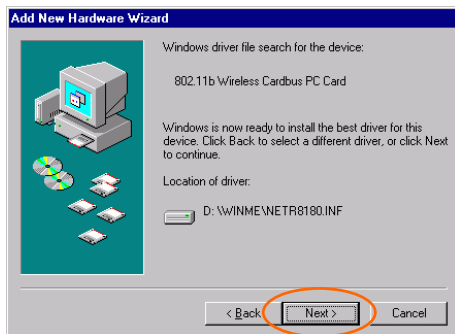 Add New Hardware Wizard
Windows driver file search for the device:
802.11b Wireless Cardbus PC Card
Windows is now ready to install the best driver for this
device. Click Back to select a different driver, or click Next
to continue.
Location of driver:
D:\WINME\NETR8180.INF
< Back
Next >
Cancel